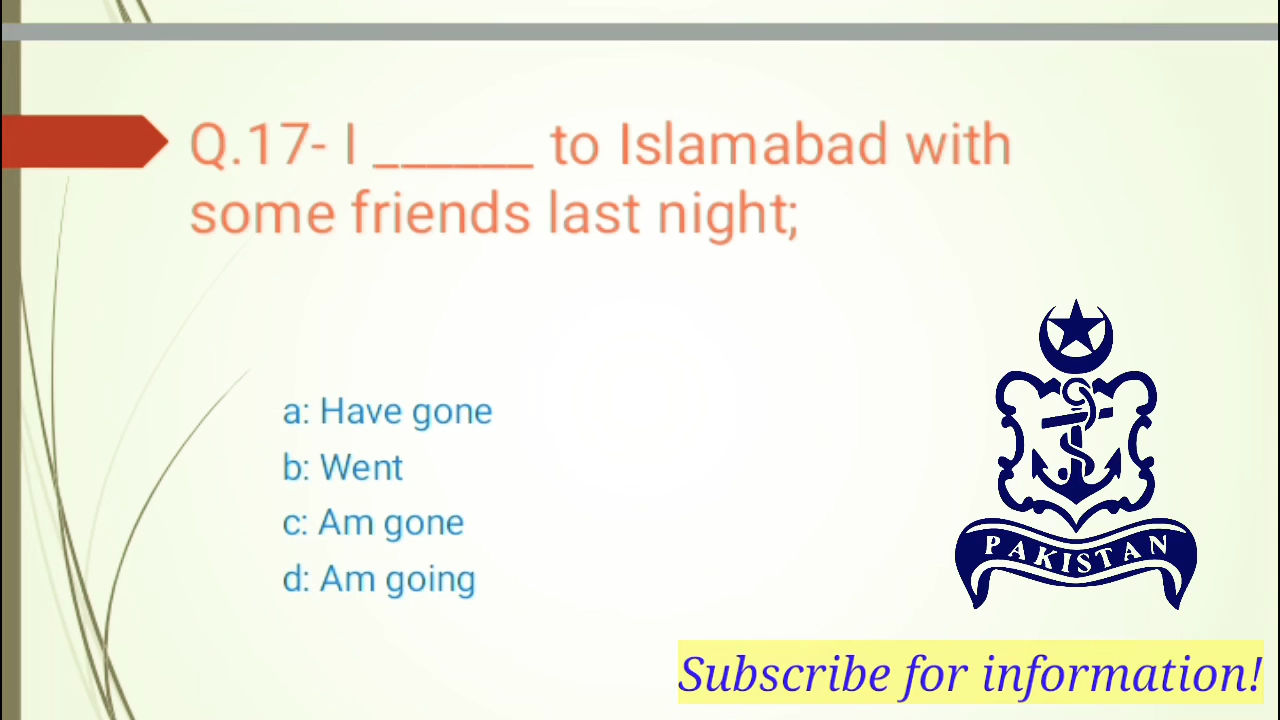 Q.17- I ______ to Islamabad with
some friends last night;
a: Have gone
b: Went
c: Am gone
d: Am going
PAKISTAN
Subscribe for information!